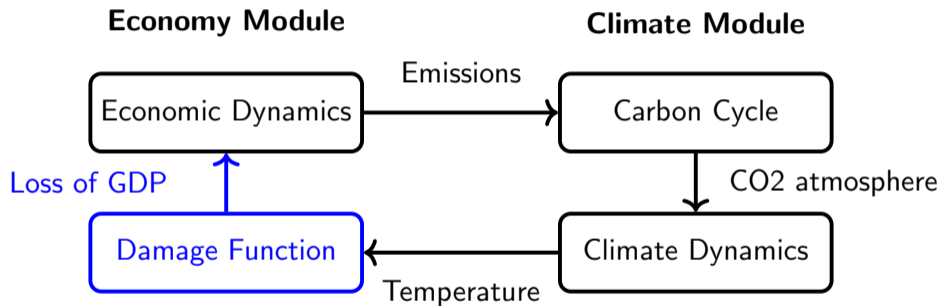 Economy Module
Climate Module
Emissions
Economic Dynamics
Carbon Cycle
Loss of GDP
CO2 atmosphere
Damage Function
Climate Dynamics
Temperature